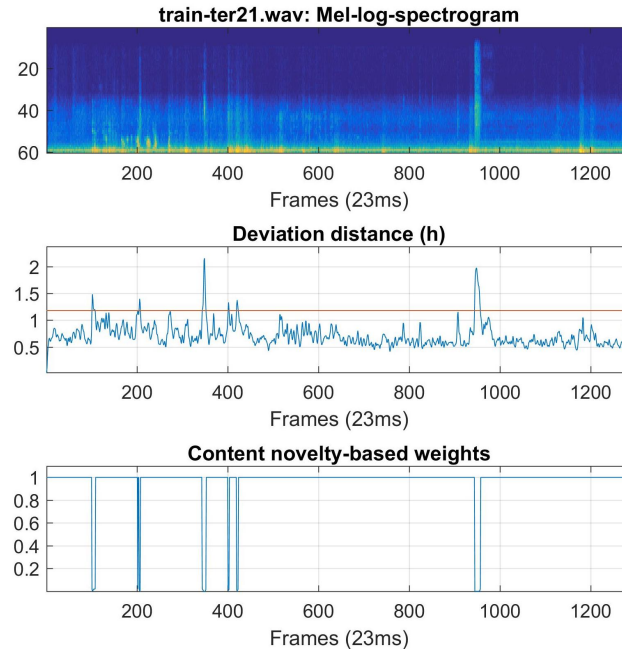 train-ter21.wav: Mel-log-spectrogram
20
40
60
200 400 600 800 1000 1200
Frames (23ms)
Deviation distance (h)
2
1.5
1
0.5
200 400 600 800 1000 1200
Frames (23ms)
Content novelty-based weights
1
0.8
0.6
0.4
0.2
200 400 600 800 1000 1200
Frames (23ms)